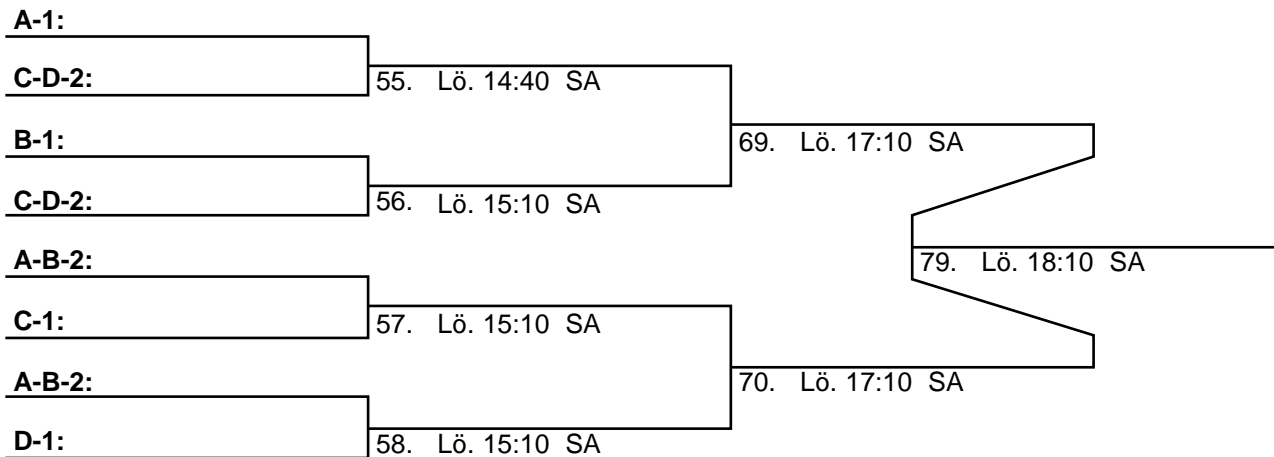 A-1:
C-D-2:
55. Lö. 14:40 SA
B-1:
69. Lö. 17:10 SA
C-D-2:
56. Lö. 15:10 SA
A-B-2:
79. Lö. 18:10 SA
C-1:
57. Lö. 15:10 SA
A-B-2:
70. Lö. 17:10 SA
D-1:
58. Lö. 15:10 SA